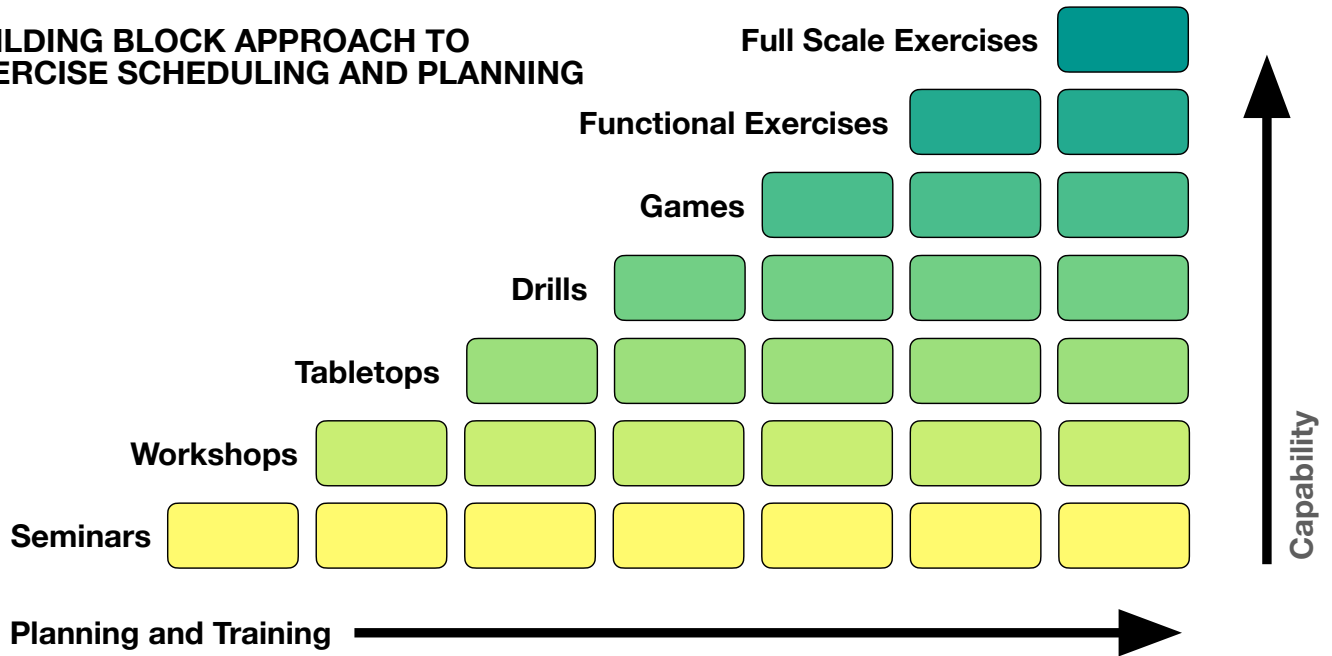 ILDING BLOCK APPROACH TO
ERCISE SCHEDULING AND PLANNING
Full Scale Exercises
Functional Exercises
Games
Drills
Tabletops
Workshops
Seminars
Capability
Planning and Training